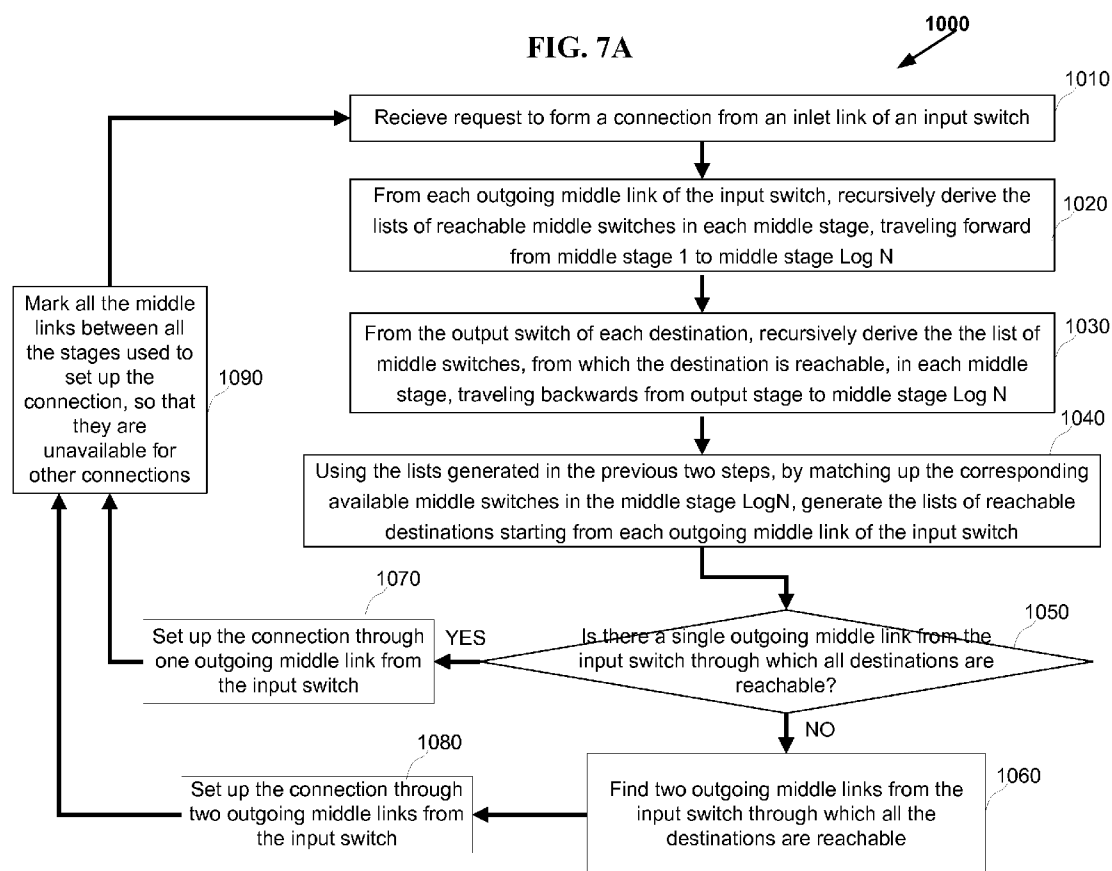 FIG. 7A
1000
1010
Recieve request to form a connection from an inlet link of an input switch
From each outgoing middle link of the input switch, recursively derive the
lists of reachable middle switches in each middle stage, traveling forward
from middle stage 1 to middle stage Log N
1020
From the output switch of each destination, recursively derive the the list of
middle switches, from which the destination is reachable, in each middle
stage, traveling backwards from output stage to middle stage Log N
1030
1040
Using the lists generated in the previous two steps, by matching up the corresponding
available middle switches in the middle stage LogN, generate the lists of reachable
destinations starting from each outgoing middle link of the input switch
1050
Is there a single outgoing middle link from the
input switch through which all destinations are
reachable?
YES
NO
1070
Set up the connection through
one outgoing middle link from
the input switch
1060
Find two outgoing middle links from the
input switch through which all the
destinations are reachable
1080
Set up the connection through
two outgoing middle links from
the input switch
1090
Mark all the middle
links between all
the stages used to
set up the
connection, so that
they are
unavailable for
other connections